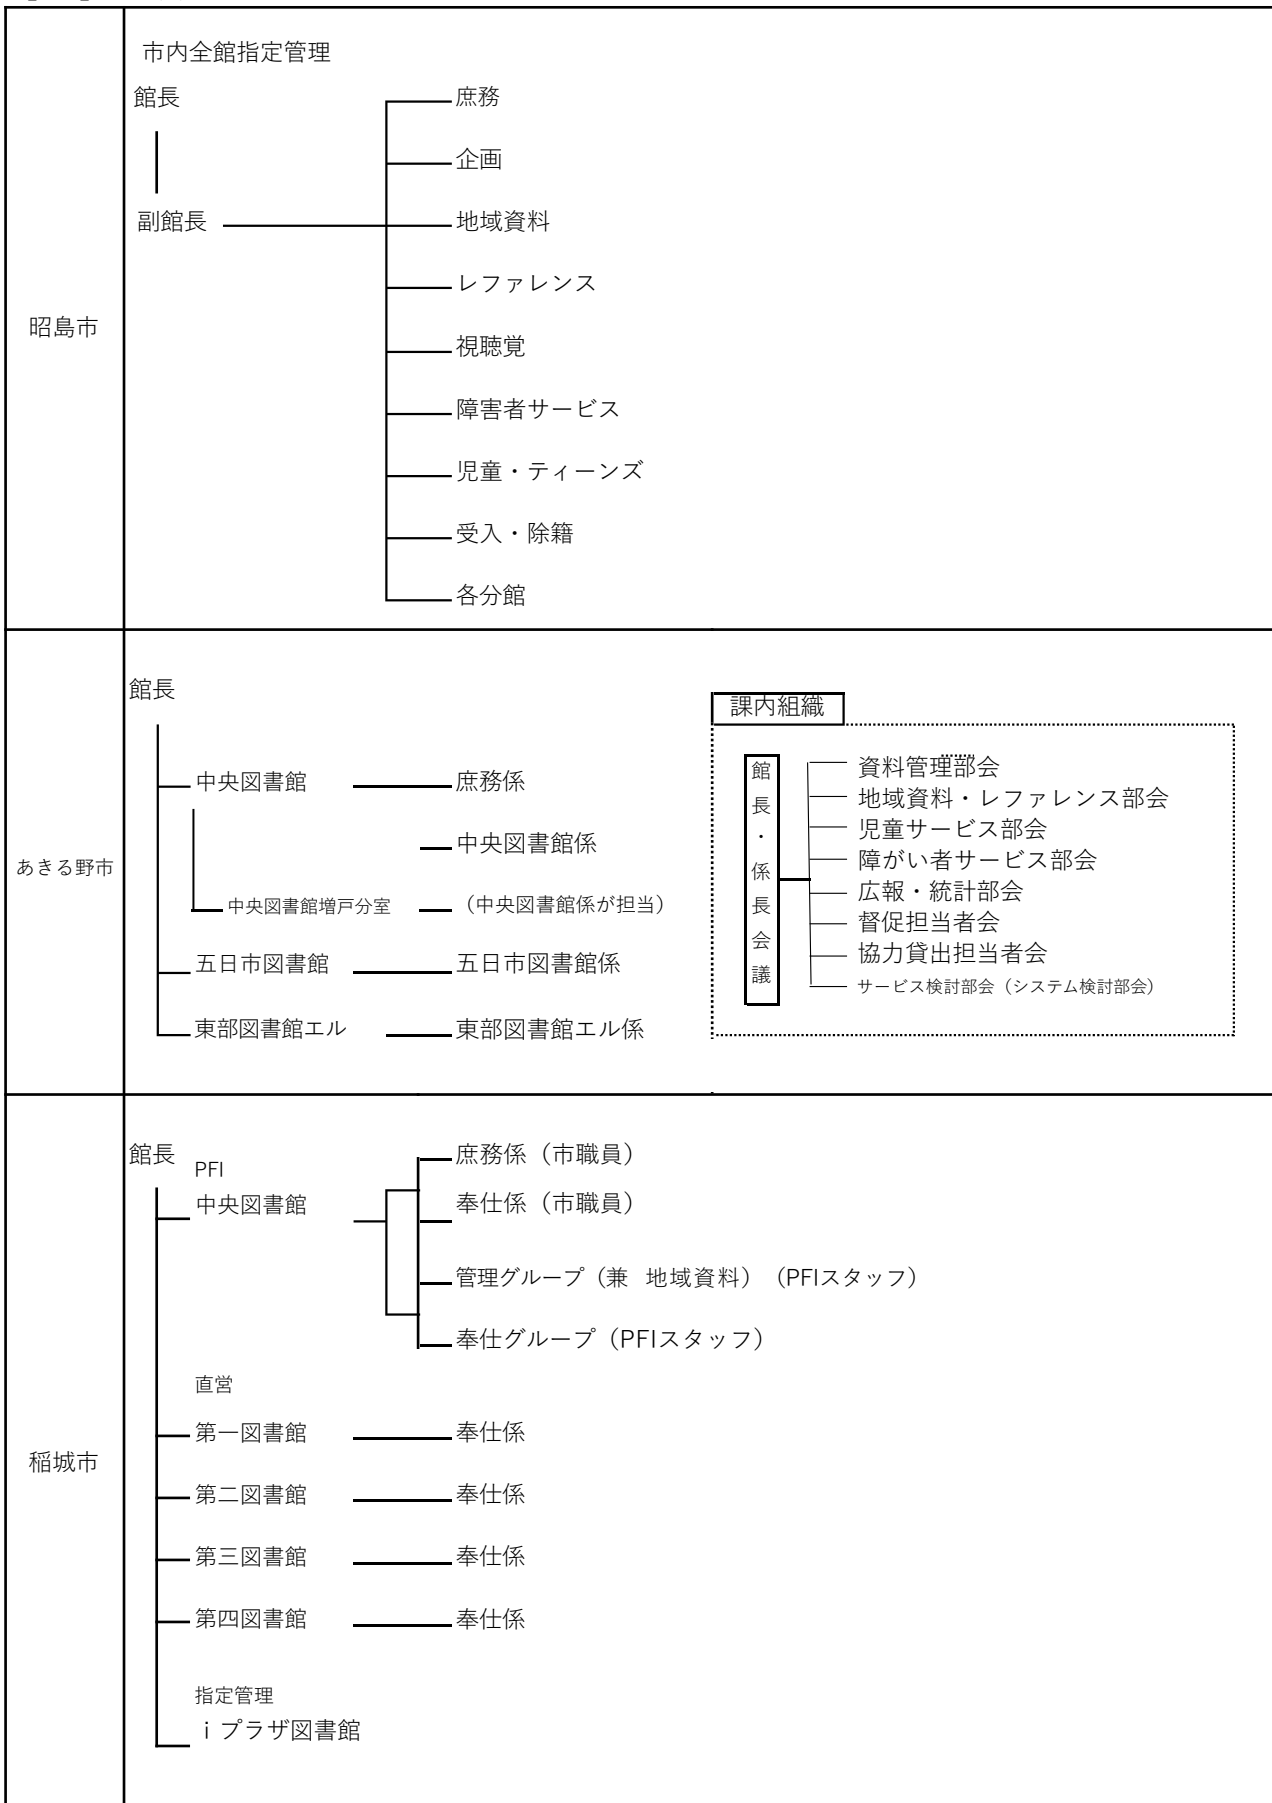 昭島市
市内全館指定管理
館長
副館長
庶務
企画
地域資料
レファレンス
視聴覚
障害者サービス
児童・ティーンズ
受入・除籍
各分館
あきる野市
館長
中央図書館
庶務係
中央図書館係
中央図書館増戸分室
（中央図書館係が担当）
五日市図書館
五日市図書館係
東部図書館エル
東部図書館エル係
課内組織
館長・係長会議
資料管理部会
地域資料・レファレンス部会
児童サービス部会
障がい者サービス部会
広報・統計部会
督促担当者会
協力貸出担当者会
サービス検討部会（システム検討部会）
稲城市
館長
PFI
中央図書館
庶務係（市職員）
奉仕係（市職員）
管理グループ（兼　地域資料）（PFIスタッフ）
奉仕グループ（PFIスタッフ）
直営
第一図書館
奉仕係
第二図書館
奉仕係
第三図書館
奉仕係
第四図書館
奉仕係
指定管理
ｉプラザ図書館